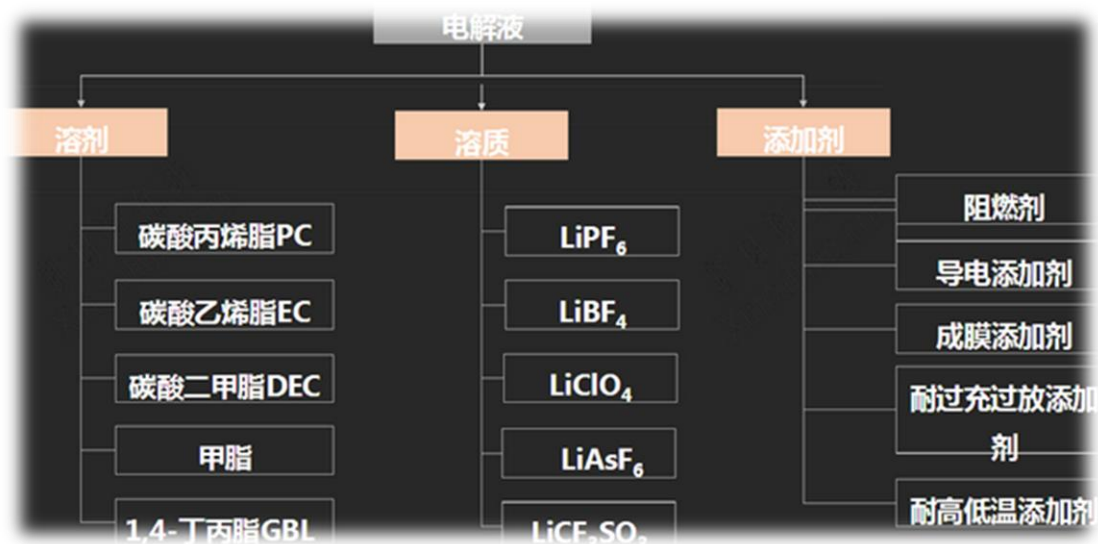 电解液
溶剂
溶质
添加剂
碳酸丙烯脂PC
碳酸乙烯脂EC
碳酸二甲脂DEC
甲脂
1,4-丁丙脂GBL
LiPF₆
LiBF₄
LiClO₄
LiAsF₆
LiCF₃SO₃
阻燃剂
导电添加剂
成膜添加剂
耐过充过放添加
剂
耐高低温添加剂